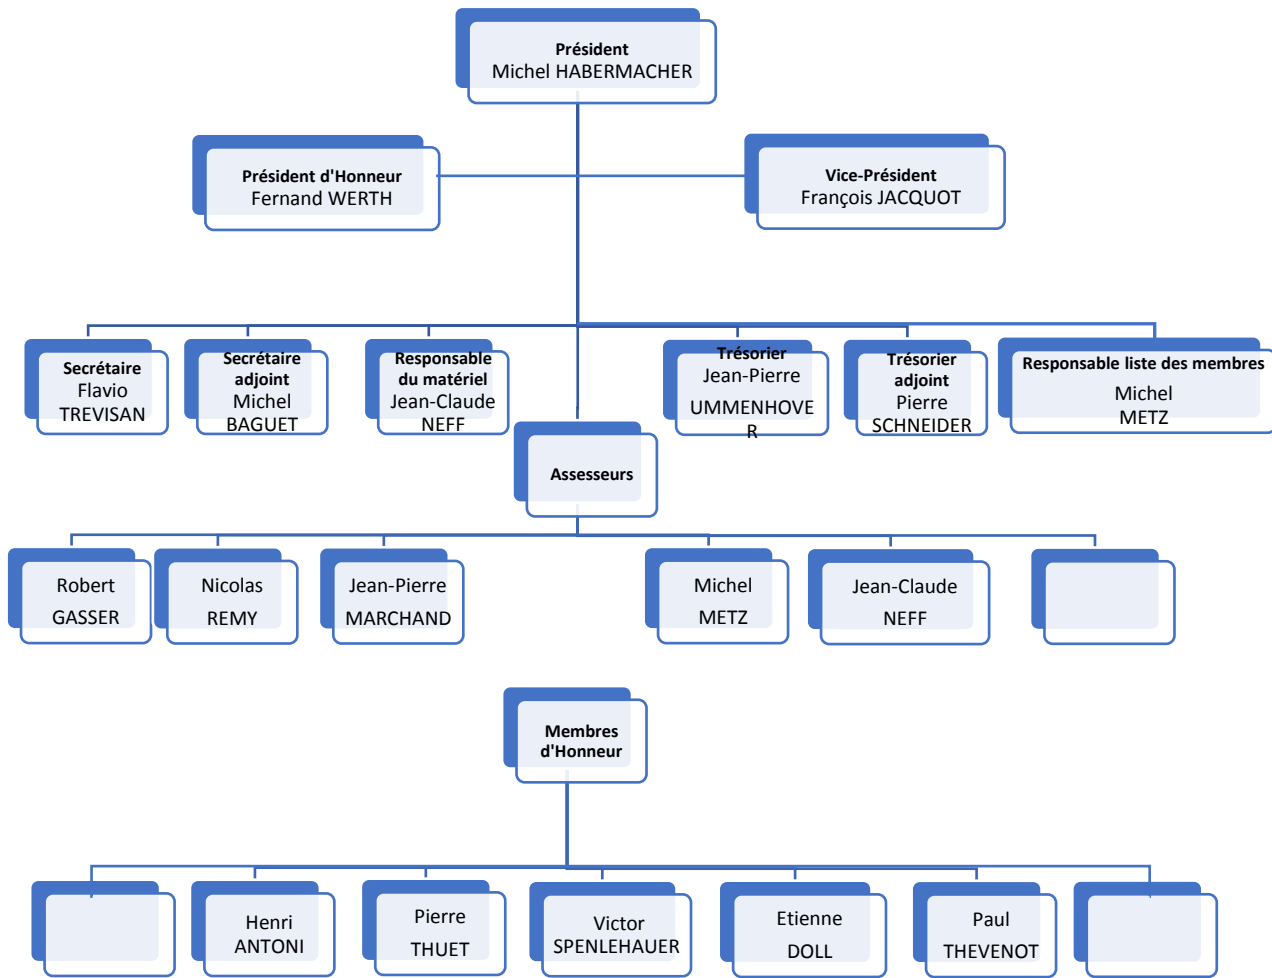 Président
Michel HABERMACHER
Président d'Honneur
Fernand WERTH
Vice-Président
François JACQUOT
Secrétaire
Flavio
TREVISAN
Secrétaire
adjoint
Michel
BAGUET
Responsable
du matériel
Jean-Claude
NEFF
Trésorier
Jean-Pierre
UMMENHOVE
R
Trésorier
adjoint
Pierre
SCHNEIDER
Responsable liste des membres
Michel
METZ
Assesseurs
Robert
GASSER
Nicolas
REMY
Jean-Pierre
MARCHAND
Michel
METZ
Jean-Claude
NEFF
Membres
d'Honneur
Henri
ANTONI
Pierre
THUET
Victor
SPENLEHAUER
Etienne
DOLL
Paul
THEVENOT